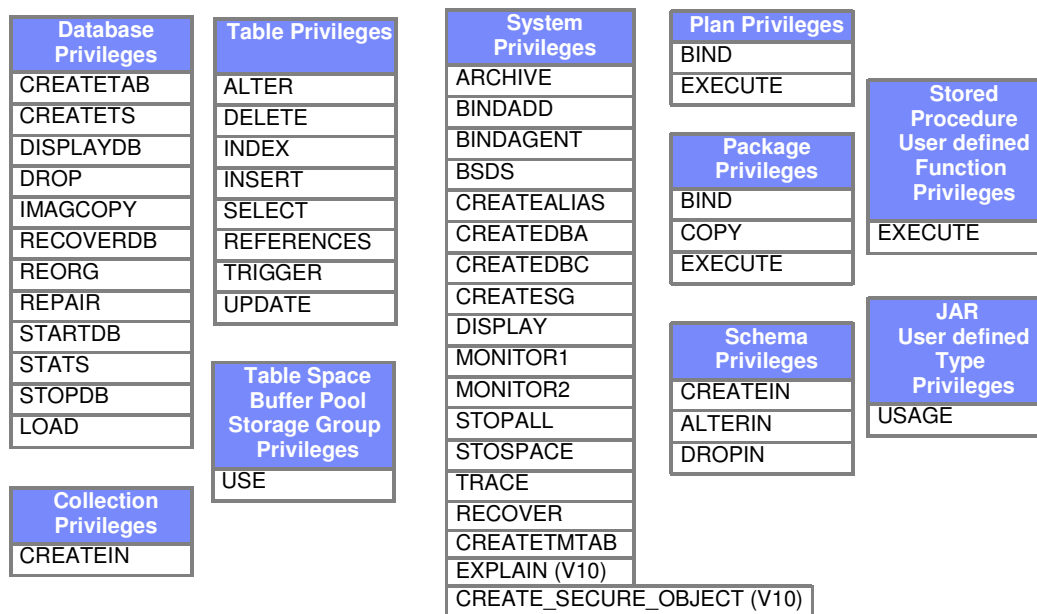 Database
Privileges
CREATETAB
CREATETS
DISPLAYDB
DROP
IMAGCOPY
RECOVERDB
REORG
REPAIR
STARTDB
STATS
STOPDB
LOAD
Collection
Privileges
CREATEIN
Table Privileges
ALTER
DELETE
INDEX
INSERT
SELECT
REFERENCES
TRIGGER
UPDATE
Table Space
Buffer Pool
Storage Group
Privileges
USE
System
Privileges
ARCHIVE
BINDADD
BINDAGENT
BSDS
CREATEALIAS
CREATEDBA
CREATEDBC
CREATESG
DISPLAY
MONITOR1
MONITOR2
STOPALL
STOSPACE
TRACE
RECOVER
CREATETMTAB
EXPLAIN (V10)
CREATE_SECURE_OBJECT (V10)
Plan Privileges
BIND
EXECUTE
Package
Privileges
BIND
COPY
EXECUTE
Schema
Privileges
CREATEIN
ALTERIN
DROPIN
Stored
Procedure
User defined
Function
Privileges
EXECUTE
JAR
User defined
Type
Privileges
USAGE